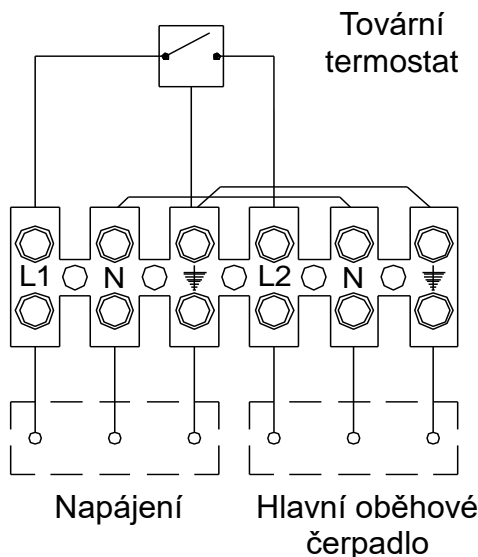 Tovární
termostat
L1 N L2 N
Napájení
Hlavní oběhové
čerpadlo